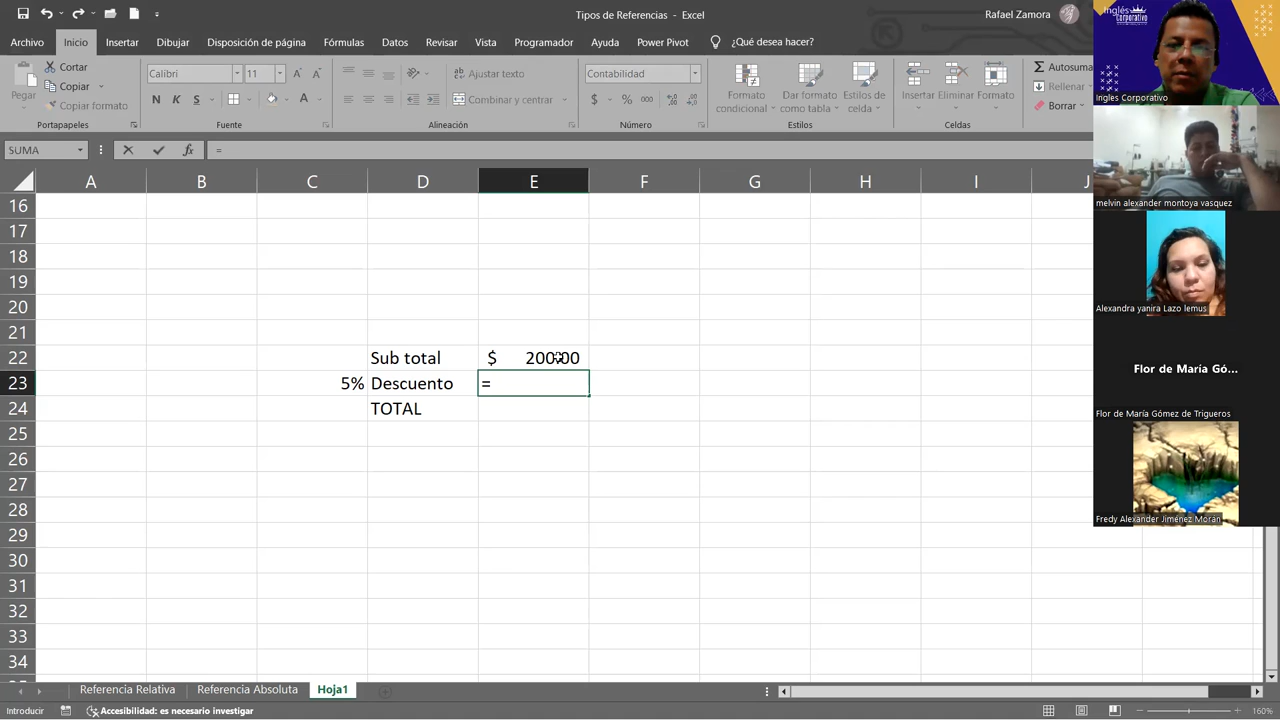 Tipos de Referencias - Excel
Rafael Zamora
Archivo Inicio Insertar Dibujar Disposición de página Fórmulas Datos Revisar Vista Programador Ayuda Power Pivot ¿Qué desea hacer?
Pegar
Cortar
Copiar
Copiar formato
Portapapeles
Calibri 11
N K S
Fuente
Ajustar texto
Combinar y centrar
Alineación
Contabilidad
$ % 000
Número
Formato condicional
Dar formato como tabla
Estilos de celda
Estilos
Insertar Eliminar Formato
Celdas
Autosuma
Rellenar
Borrar
SUMA fx =
A B C D E F G H I J
16
17
18
19
20
21
22 Sub total $
23 5% Descuento =
24 TOTAL
25
26
27
28
29
30
31
32
33
34
Referencia Relativa Referencia Absoluta Hoja1
Introducir Accesibilidad: es necesario investigar 160%
Inglés Corporativo
Ingles Corporativo
melvin alexander montoya vasquez
Alexandra yanira Lazo lemus
Flor de María Gó...
Flor de María Gómez de Trigueros
Fredy Alexander Jiménez Morán